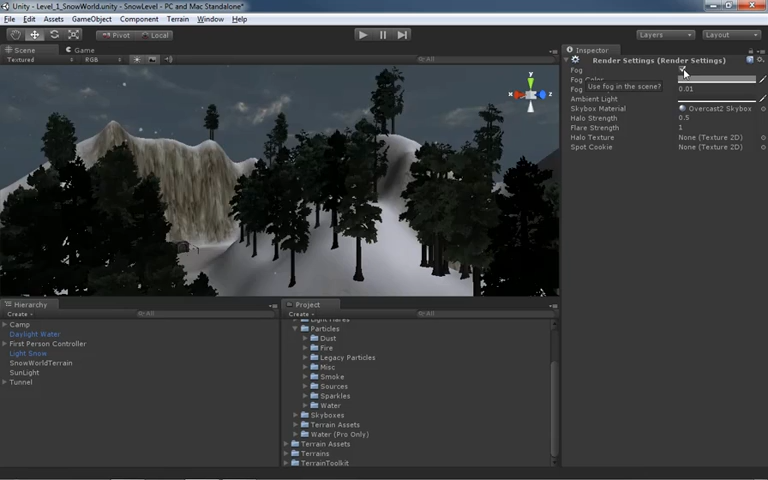 Unity - Level_1_SnowWorld.unity - SnowLevel - PC and Mac Standalone*
File Edit Assets GameObject Component Terrain Window Help
Pivot Local Layers Layout
Scene Game Inspector
Textured RGB All
Render Settings (Render Settings)
Fog
Fog Color
Use fog in the scene?
Fog 0.01
Ambient Light
Skybox Material Overcast2 Skybox
Halo Strength 0.5
Flare Strength 1
Halo Texture None (Texture 2D)
Spot Cookie None (Texture 2D)
y
x z
Hierarchy
Create All
Camp
Daylight Water
First Person Controller
Light Snow
SnowWorldTerrain
SunLight
Tunnel
Project
Create All
Light Flares
Particles
Dust
Fire
Legacy Particles
Misc
Smoke
Sources
Sparkles
Water
Skyboxes
Terrain Assets
Water (Pro Only)
Terrain Assets
Terrains
TerrainToolkit